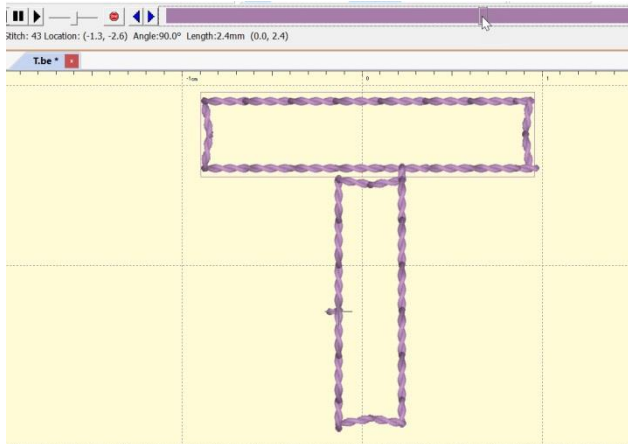 Stitch: 43 Location: (-1.3, -2.6) Angle:90.0° Length:2.4mm (0.0, 2.4)
T.be *
-1cm 0 1